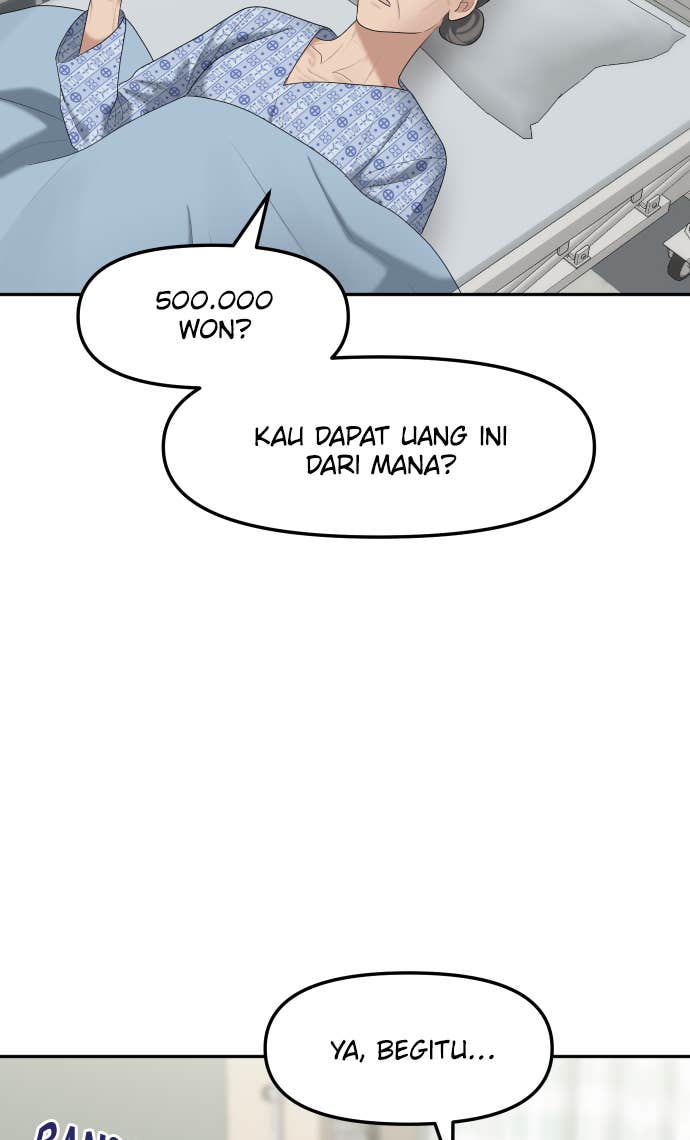 500.000
WON?
KAU DAPAT UANG INI
DARI MANA?
YA, BEGITU...